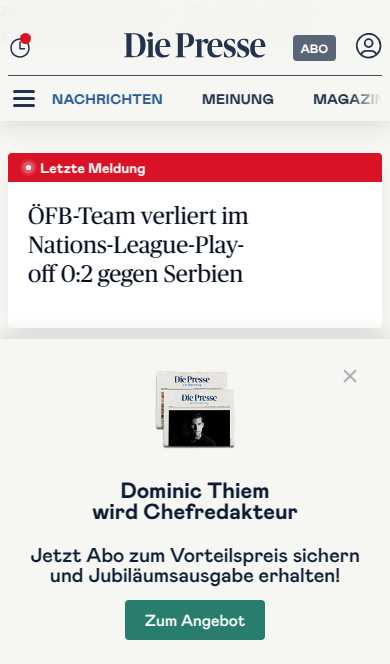 Die Presse
ABO
NACHRICHTEN
MEINUNG
MAGAZIN
Letzte Meldung
ÖFB-Team verliert im
Nations-League-Play-
off 0:2 gegen Serbien
Die Presse
Die Presse
Dominic Thiem
wird Chefredakteur
Jetzt Abo zum Vorteilspreis sichern
und Jubiläumsausgabe erhalten!
Zum Angebot